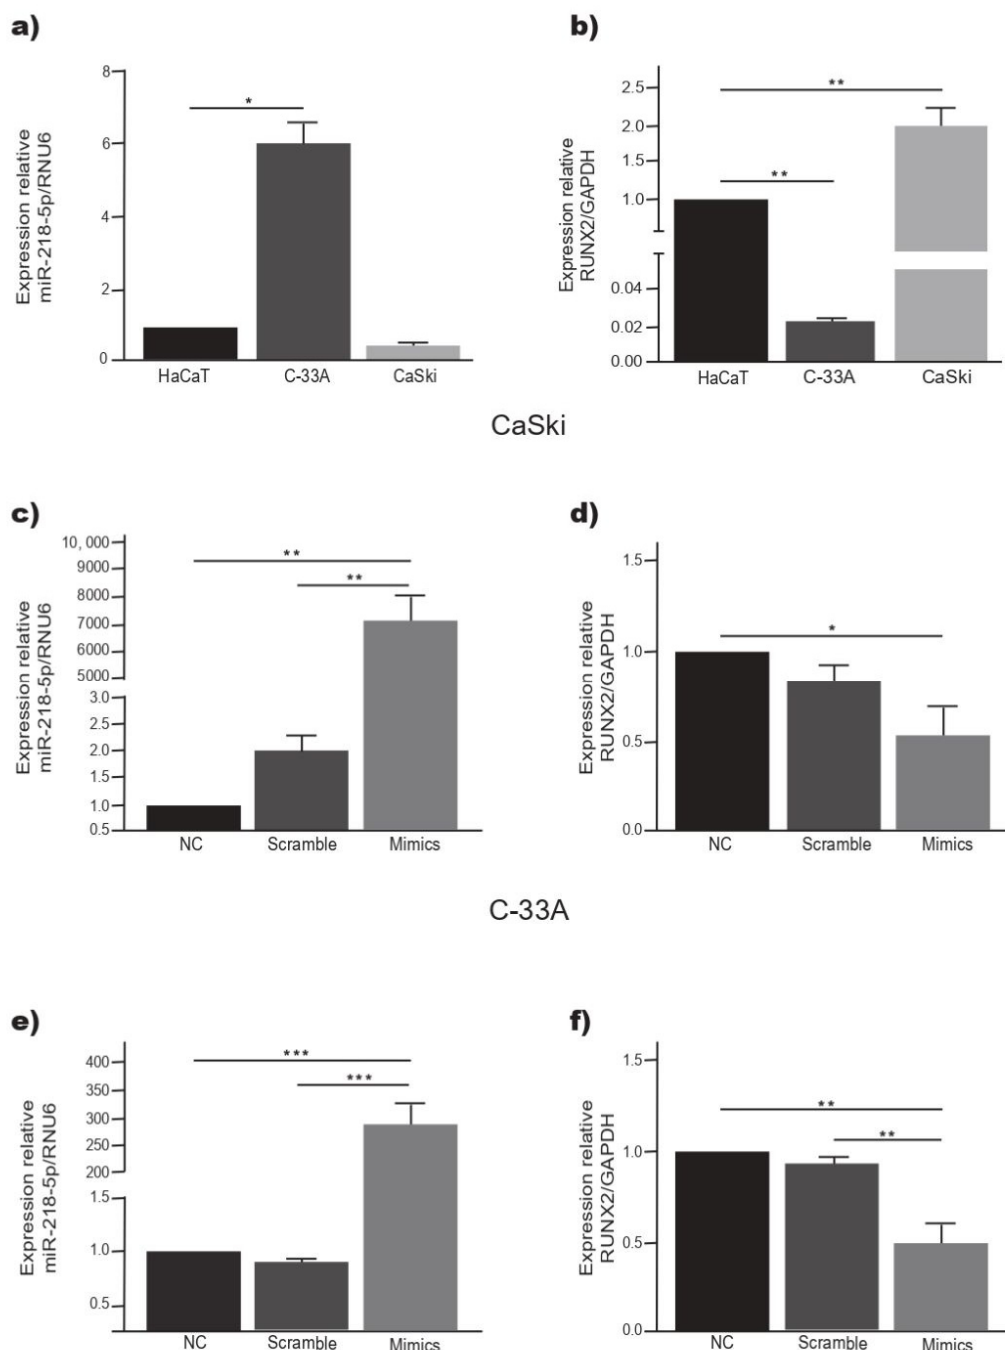 a)
Expression relative
miR-218-5p/RNU6
8
6
4
2
0
*
HaCaT
C-33A
CaSki
b)
Expression relative
RUNX2/GAPDH
2.5
2.0
1.5
1.0
0.04
0.02
0.00
**
**
HaCaT
C-33A
CaSki
CaSki
c)
Expression relative
miR-218-5p/RNU6
10, 000
9000
8000
7000
6000
5000
3.0
2.5
2.0
1.5
1.0
0.5
**
**
NC
Scramble
Mimics
d)
Expression relative
RUNX2/GAPDH
1.5
1.0
0.5
0.0
*
NC
Scramble
Mimics
C-33A
e)
Expression relative
miR-218-5p/RNU6
400
350
300
250
200
1.5
1.0
0.5
***
***
NC
Scramble
Mimics
f)
Expression relative
RUNX2/GAPDH
1.5
1.0
0.5
0.0
**
**
NC
Scramble
Mimics